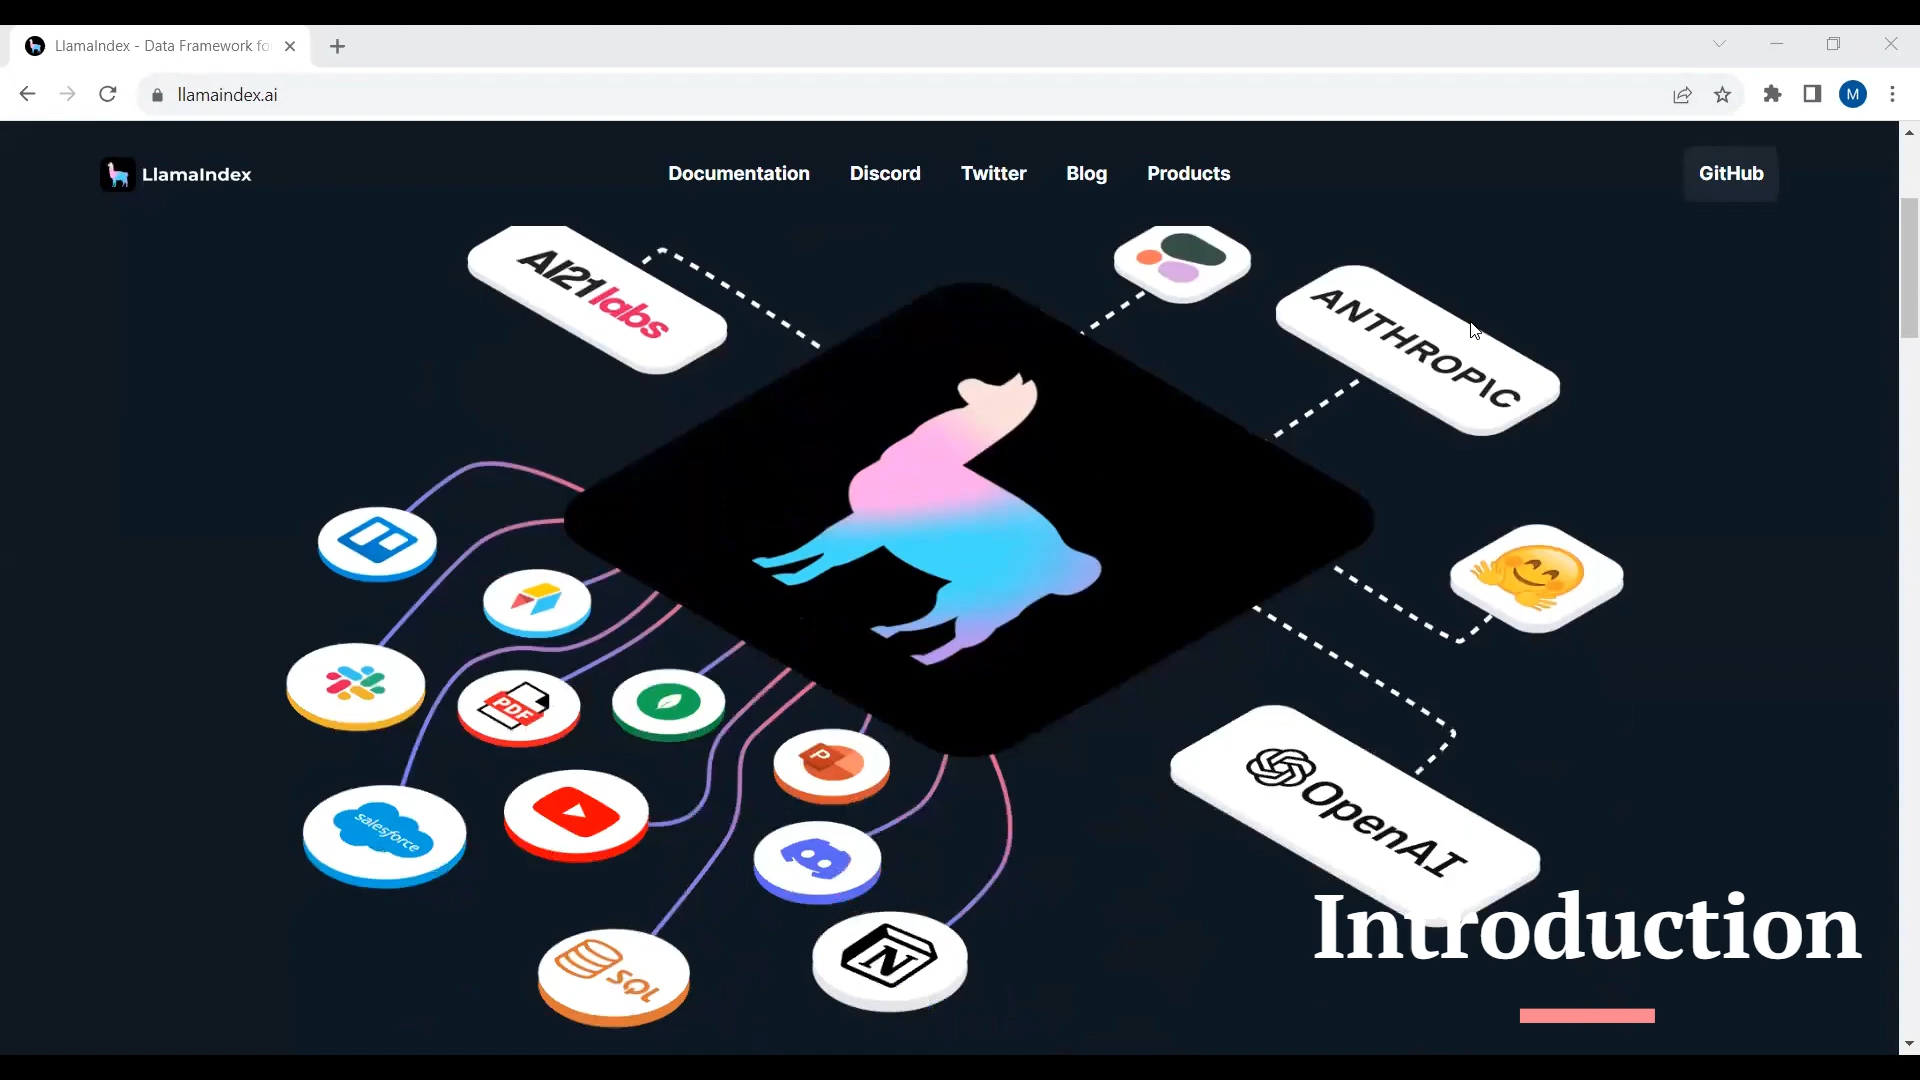 LlamaIndex - Data Framework fo
llamaindex.ai
M
LlamaIndex
Documentation
Discord
Twitter
Blog
Products
GitHub
AI21labs
ANTHROP\C
PDF
P
salesforce
OpenAI
SQL
N
Introduction